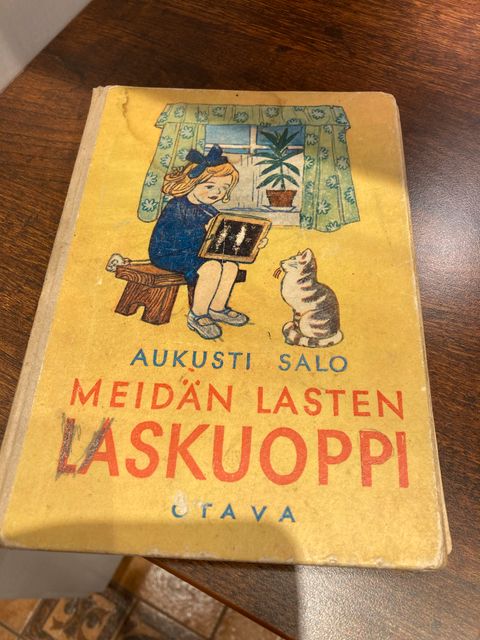 AUKUSTI SALO
MEIDÄN LASTEN
LASKUOPPI
OTAVA